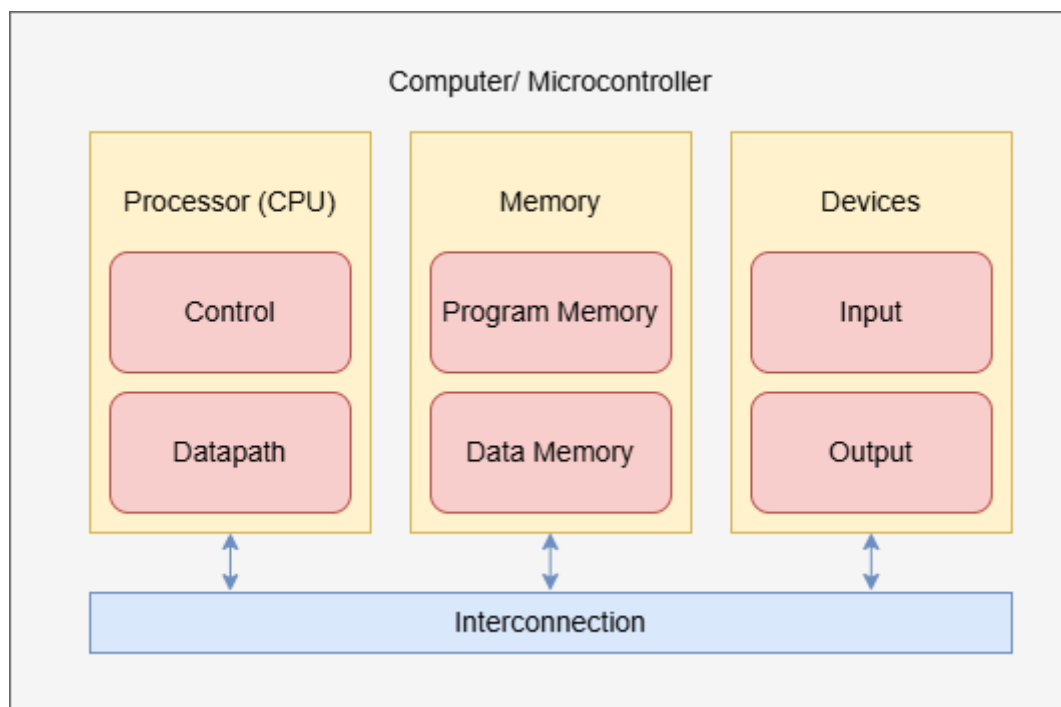 Computer/ Microcontroller
Processor (CPU)
Control
Datapath
Memory
Program Memory
Data Memory
Devices
Input
Output
Interconnection